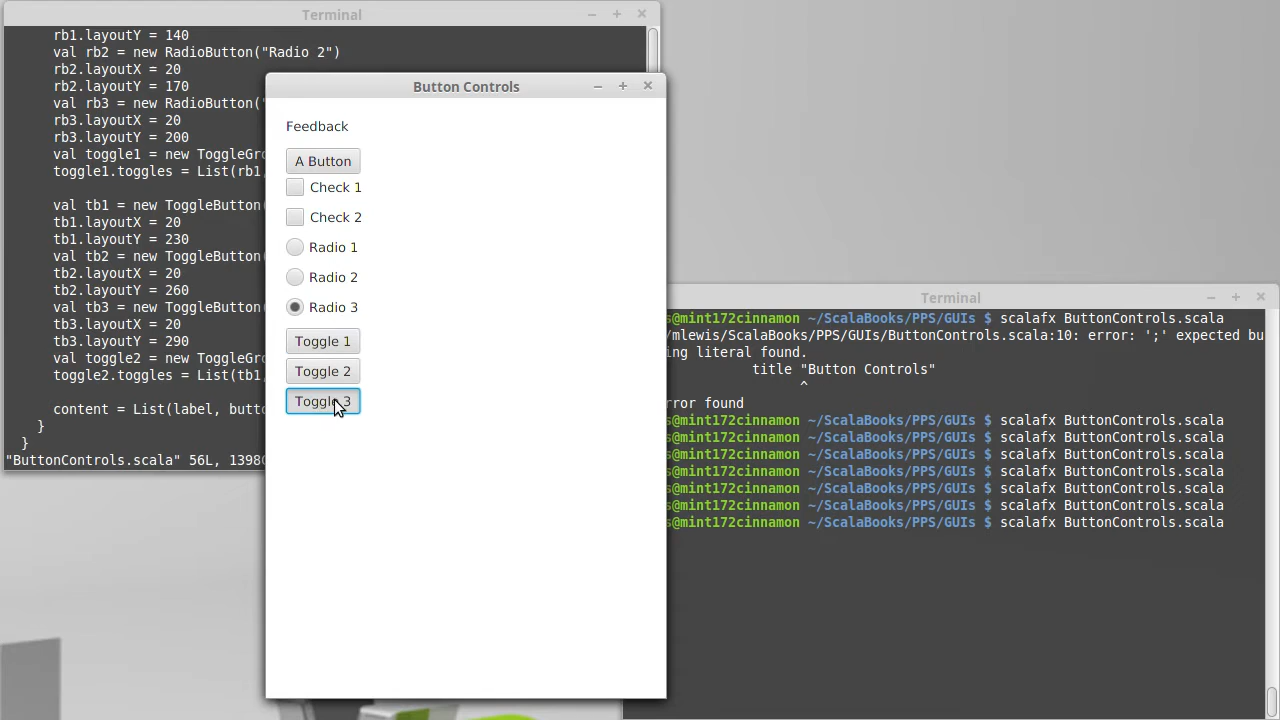 Terminal
rb1.layoutY = 140
val rb2 = new RadioButton("Radio 2")
rb2.layoutX = 20
rb2.layoutY = 170
val rb3 = new RadioButton("
rb3.layoutX = 20
rb3.layoutY = 200
val toggle1 = new ToggleGro
toggle1.toggles = List(rb1,
val tb1 = new ToggleButton(
tb1.layoutX = 20
tb1.layoutY = 230
val tb2 = new ToggleButton(
tb2.layoutX = 20
tb2.layoutY = 260
val tb3 = new ToggleButton(
tb3.layoutX = 20
tb3.layoutY = 290
val toggle2 = new ToggleGro
toggle2.toggles = List(tb1,
content = List(label, butto
}
}
"ButtonControls.scala" 56L, 1398C
Button Controls
Feedback
A Button
Check 1
Check 2
Radio 1
Radio 2
Radio 3
Toggle 1
Toggle 2
Toggle 3
Terminal
s@mint172cinnamon ~/ScalaBooks/PPS/GUIs $ scalafx ButtonControls.scala
/mlewis/ScalaBooks/PPS/GUIs/ButtonControls.scala:10: error: ';' expected bu
ing literal found.
title "Button Controls"
^
rror found
s@mint172cinnamon ~/ScalaBooks/PPS/GUIs $ scalafx ButtonControls.scala
s@mint172cinnamon ~/ScalaBooks/PPS/GUIs $ scalafx ButtonControls.scala
s@mint172cinnamon ~/ScalaBooks/PPS/GUIs $ scalafx ButtonControls.scala
s@mint172cinnamon ~/ScalaBooks/PPS/GUIs $ scalafx ButtonControls.scala
s@mint172cinnamon ~/ScalaBooks/PPS/GUIs $ scalafx ButtonControls.scala
s@mint172cinnamon ~/ScalaBooks/PPS/GUIs $ scalafx ButtonControls.scala
s@mint172cinnamon ~/ScalaBooks/PPS/GUIs $ scalafx ButtonControls.scala